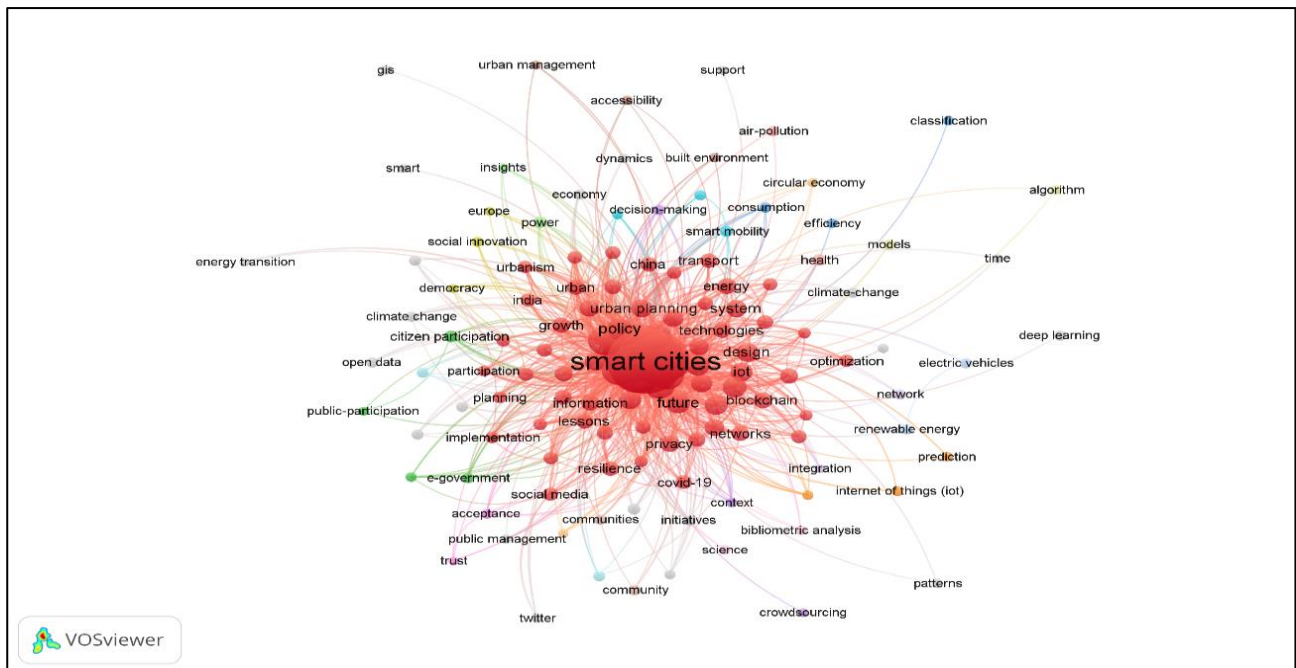 gis
urban management
support
accessibility
classification
air-pollution
dynamics
built environment
smart
insights
circular economy
algorithm
economy
europe
power
decision-making
consumption
efficiency
social innovation
smart mobility
models
energy transition
urbanism
china
transport
health
time
democracy
urban
energy
climate-change
india
urban planning
system
climate change
growth
policy
technologies
citizen participation
deep learning
open data
smart cities
design
optimization
electric vehicles
participation
iot
network
planning
information
future
blockchain
public-participation
lessons
renewable energy
implementation
privacy
networks
prediction
e-government
resilience
integration
social media
covid-19
internet of things (iot)
acceptance
communities
initiatives
context
bibliometric analysis
public management
science
trust
community
patterns
twitter
crowdsourcing
VOSviewer